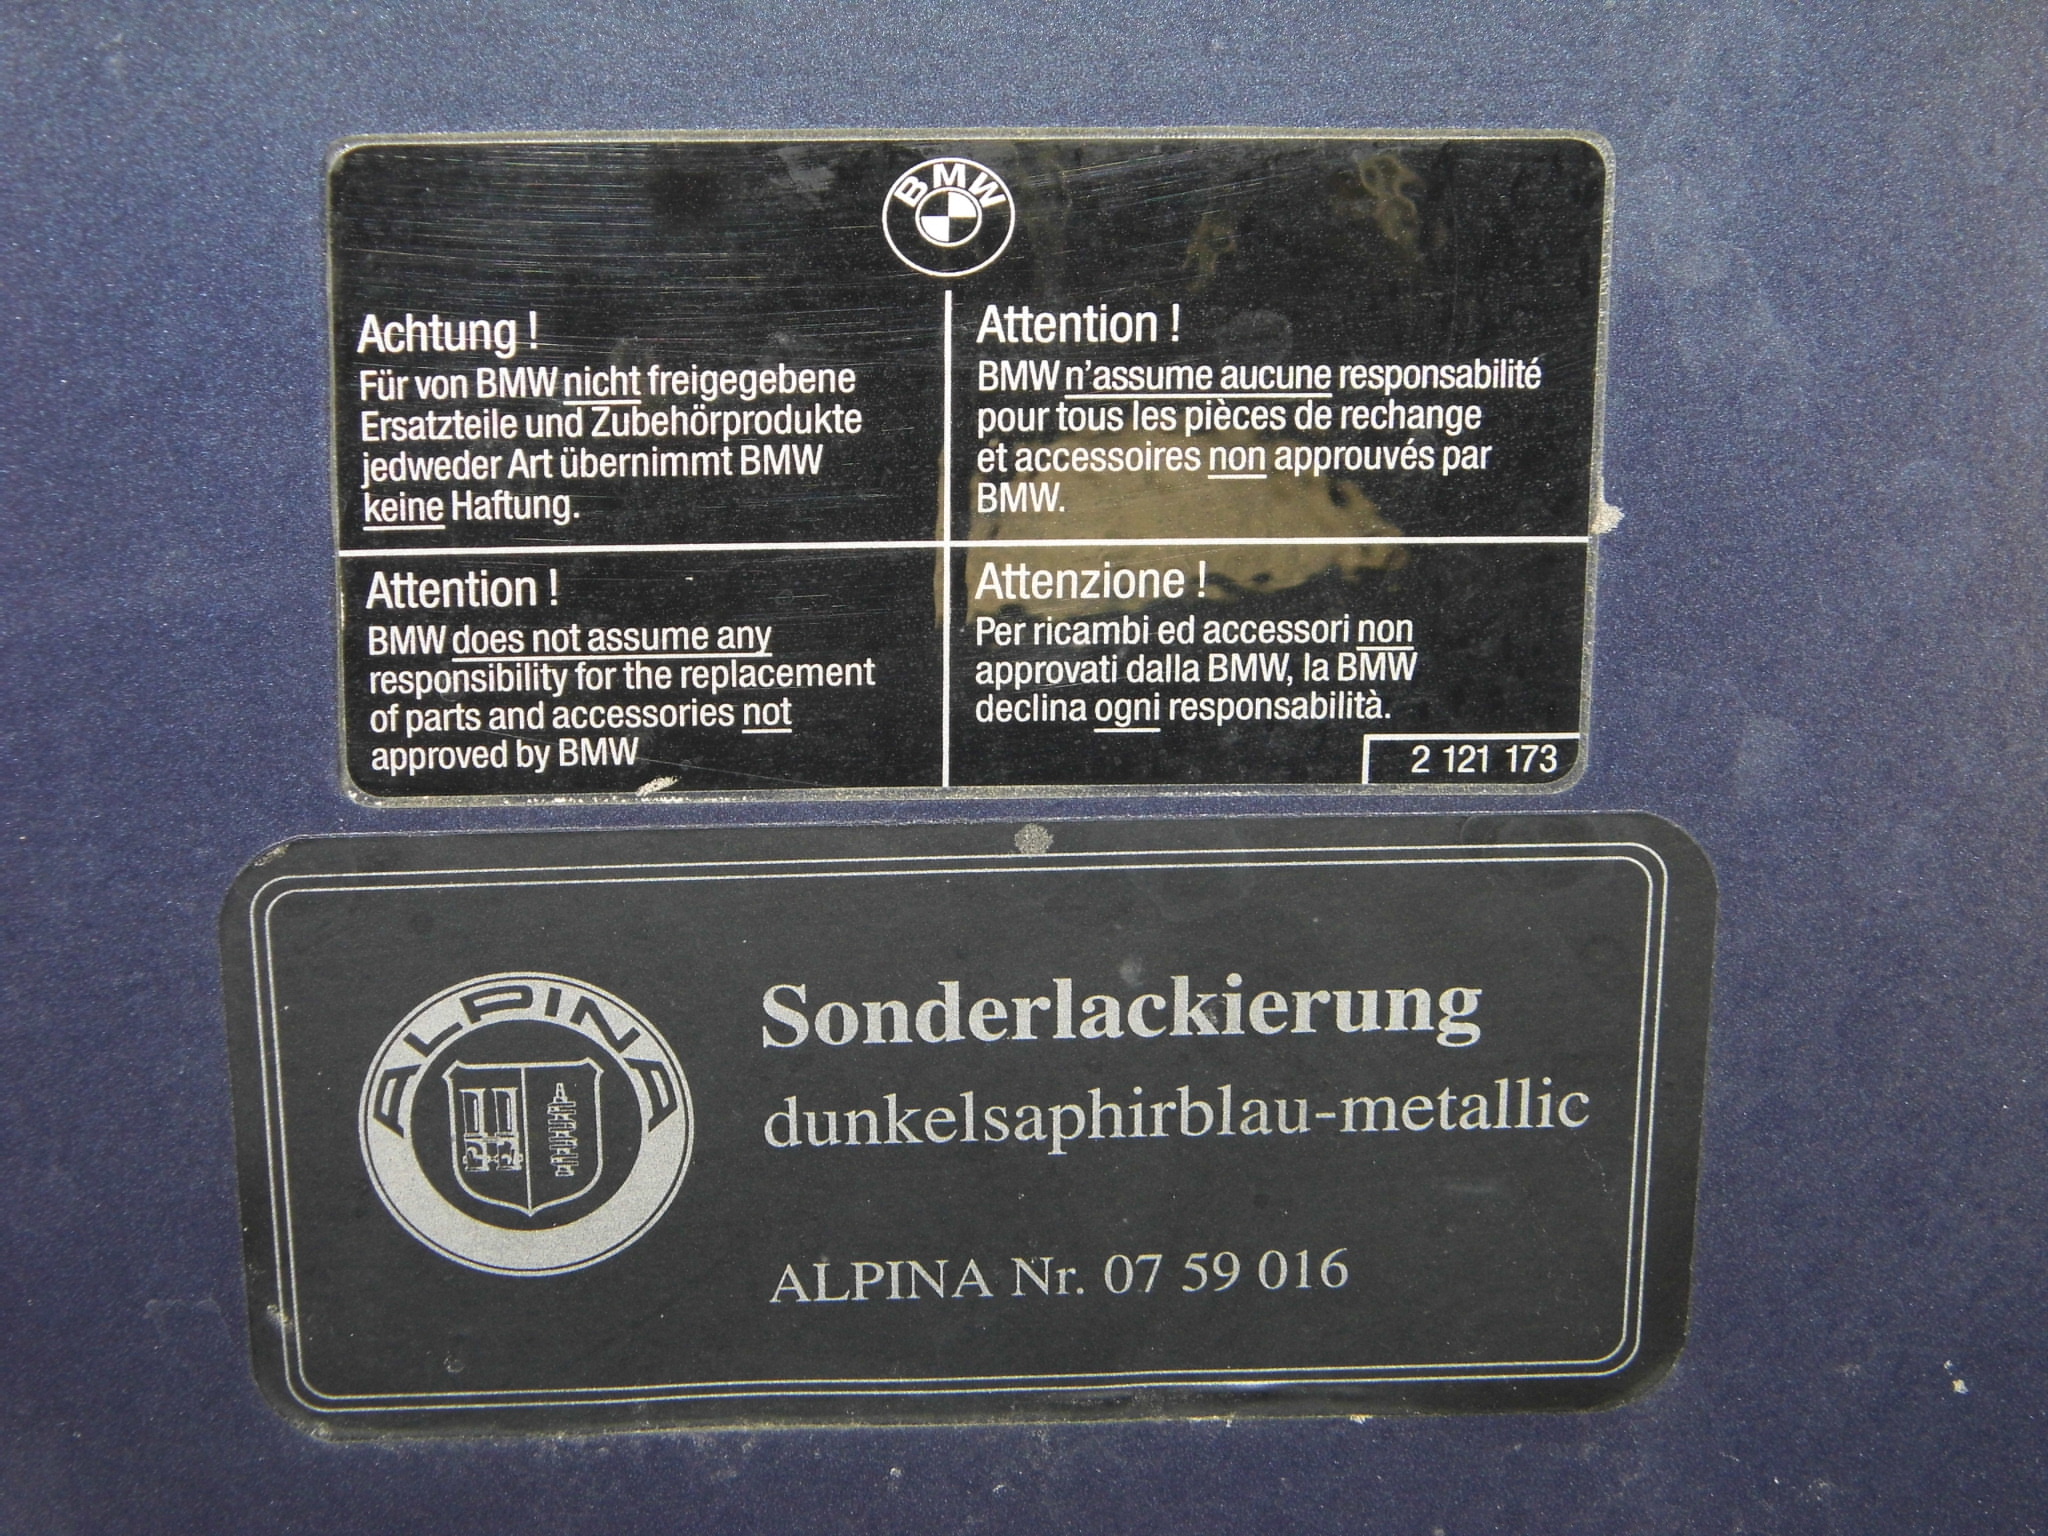 BMW
Achtung !
Für von BMW nicht freigegebene
Ersatzteile und Zubehörprodukte
jedweder Art übernimmt BMW
keine Haftung.
Attention !
BMW n'assume aucune responsabilité
pour tous les pièces de rechange
et accessoires non approuvés par
BMW.
Attention !
BMW does not assume any
responsibility for the replacement
of parts and accessories not
approved by BMW
Attenzione !
Per ricambi ed accessori non
approvati dalla BMW, la BMW
declina ogni responsabilità.
2 121 173
ALPINA
Sonderlackierung
dunkelsaphirblau-metallic
ALPINA Nr. 07 59 016